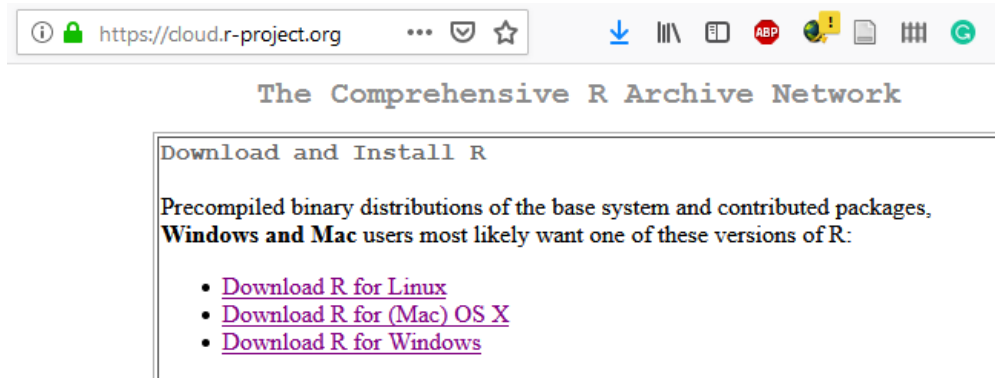 https://cloud.r-project.org
ABP
The Comprehensive R Archive Network
Download and Install R
Precompiled binary distributions of the base system and contributed packages,
Windows and Mac users most likely want one of these versions of R:
• Download R for Linux
• Download R for (Mac) OS X
• Download R for Windows